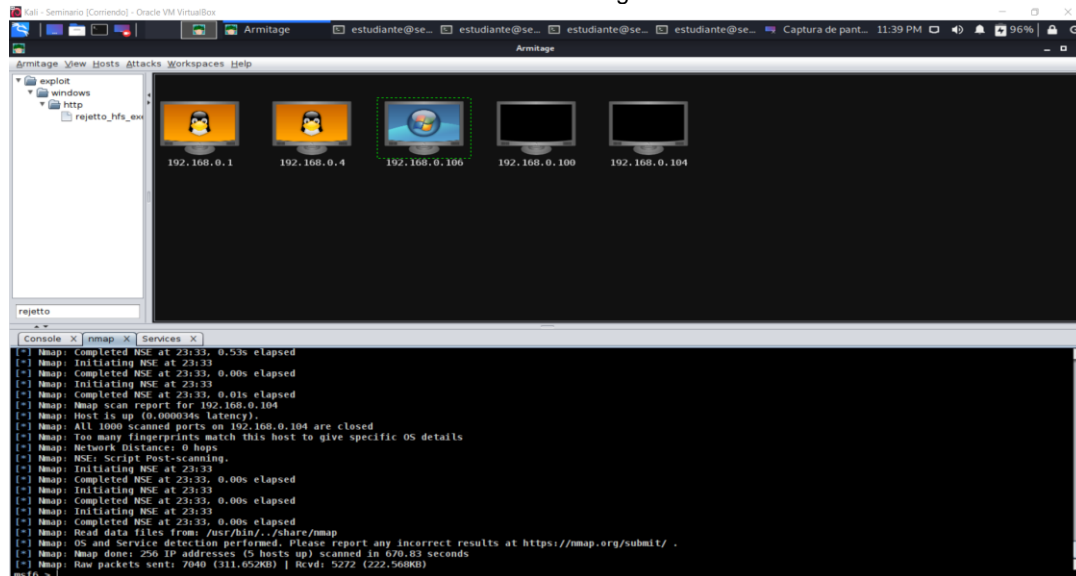 Kali - Seminario [Corriendo] - Oracle VM VirtualBox
Armitage estudiante@se... estudiante@se... estudiante@se... estudiante@se... Captura de pant... 11:39 PM 96%
Armitage
Armitage View Hosts Attacks Workspaces Help
exploit
windows
http
rejetto_hfs_exe
192.168.0.1 192.168.0.4 192.168.0.106 192.168.0.100 192.168.0.104
rejetto
Console X nmap X Services X
[*] Nmap: Completed NSE at 23:33, 0.53s elapsed
[*] Nmap: Initiating NSE at 23:33
[*] Nmap: Completed NSE at 23:33, 0.00s elapsed
[*] Nmap: Initiating NSE at 23:33
[*] Nmap: Completed NSE at 23:33, 0.01s elapsed
[*] Nmap: Nmap scan report for 192.168.0.104
[*] Nmap: Host is up (0.000034s latency).
[*] Nmap: All 1000 scanned ports on 192.168.0.104 are closed
[*] Nmap: Too many fingerprints match this host to give specific OS details
[*] Nmap: Network Distance: 0 hops
[*] Nmap: NSE: Script Post-scanning.
[*] Nmap: Initiating NSE at 23:33
[*] Nmap: Completed NSE at 23:33, 0.00s elapsed
[*] Nmap: Initiating NSE at 23:33
[*] Nmap: Completed NSE at 23:33, 0.00s elapsed
[*] Nmap: Initiating NSE at 23:33
[*] Nmap: Completed NSE at 23:33, 0.00s elapsed
[*] Nmap: Read data files from: /usr/bin/../share/nmap
[*] Nmap: OS and Service detection performed. Please report any incorrect results at https://nmap.org/submit/ .
[*] Nmap: Nmap done: 256 IP addresses (5 hosts up) scanned in 670.83 seconds
[*] Nmap: Raw packets sent: 7040 (311.652KB) | Rcvd: 5272 (222.568KB)
msf6 >